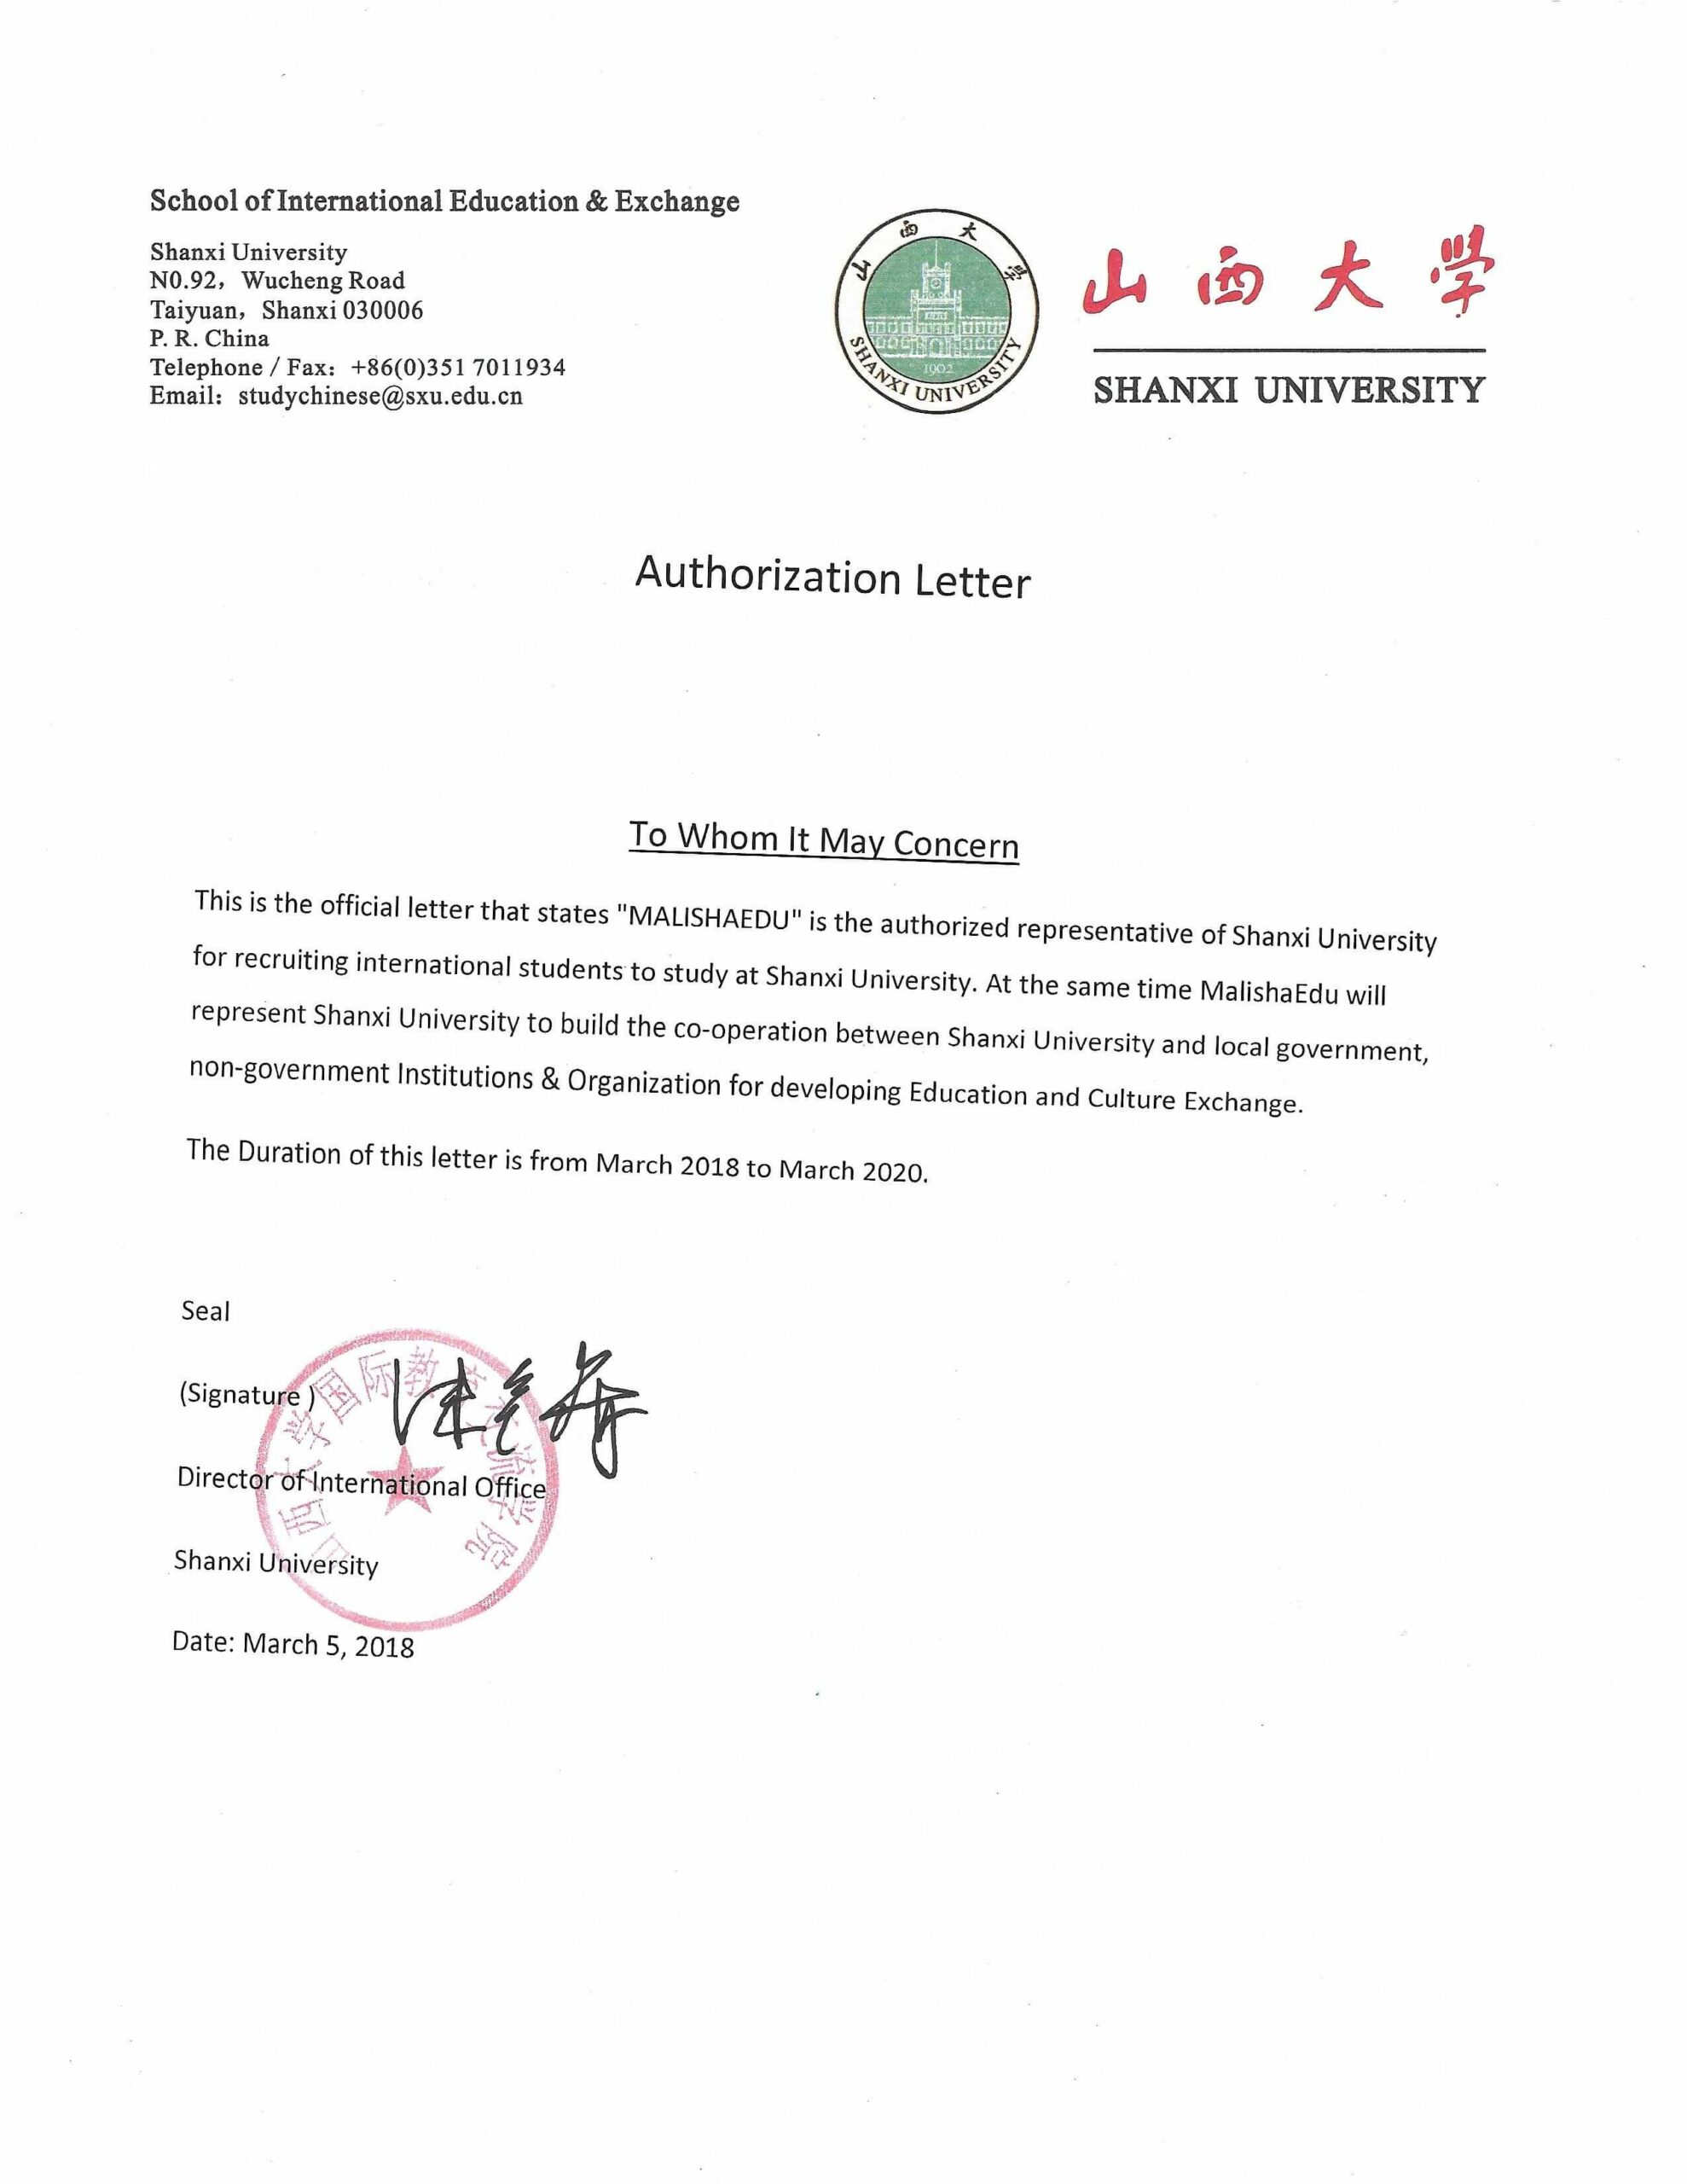 School of International Education & Exchange
Shanxi University
N0.92，Wucheng Road
Taiyuan，Shanxi 030006
P. R. China
Telephone / Fax：+86(0)351 7011934
Email：studychinese@sxu.edu.cn
山西大学
SHANXI UNIVERSITY
1902
山西大学
SHANXI UNIVERSITY
Authorization Letter
To Whom It May Concern
This is the official letter that states "MALISHAEDU" is the authorized representative of Shanxi University
for recruiting international students to study at Shanxi University. At the same time MalishaEdu will
represent Shanxi University to build the co-operation between Shanxi University and local government,
non-government Institutions & Organization for developing Education and Culture Exchange.
The Duration of this letter is from March 2018 to March 2020.
Seal
(Signature )
山西大学国际教育交流学院
Director of International Office
Shanxi University
Date: March 5, 2018